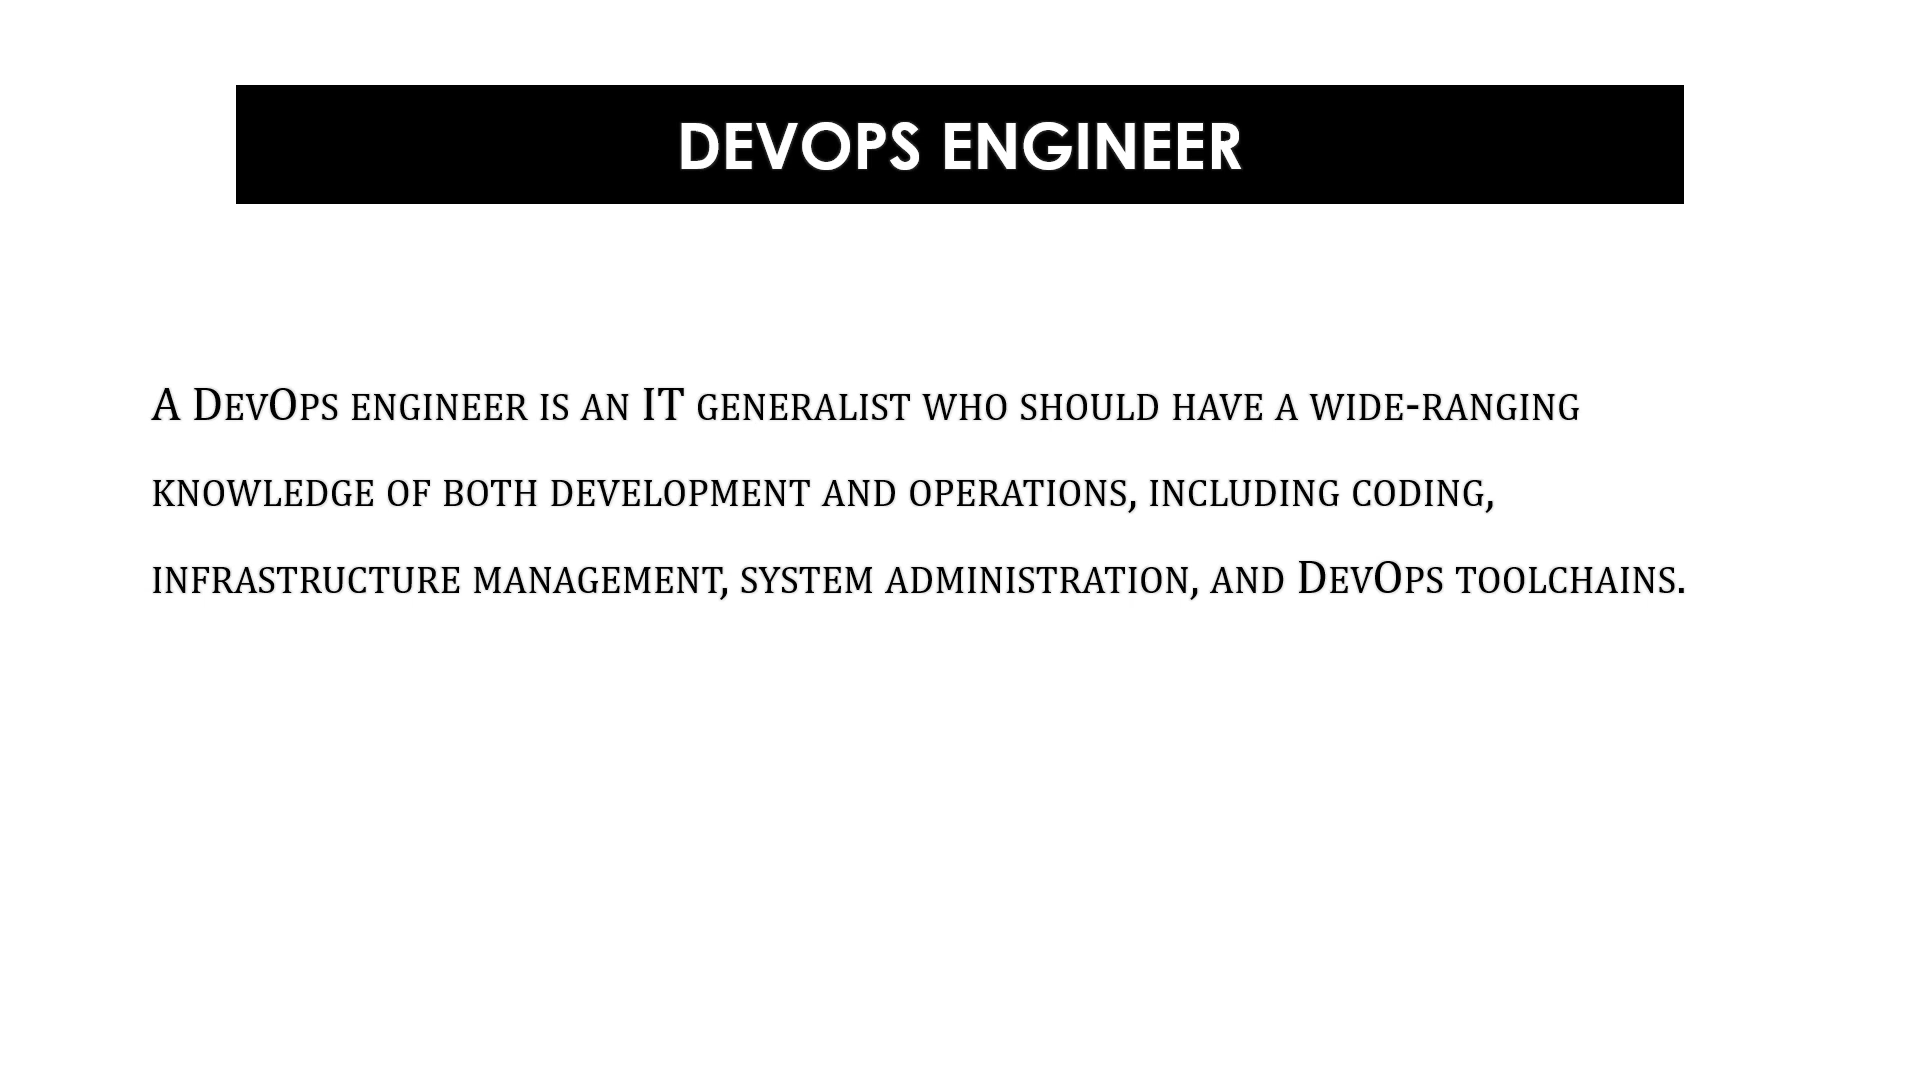 DEVOPS ENGINEER
A DevOps engineer is an IT generalist who should have a wide-ranging
knowledge of both development and operations, including coding,
infrastructure management, system administration, and DevOps toolchains.